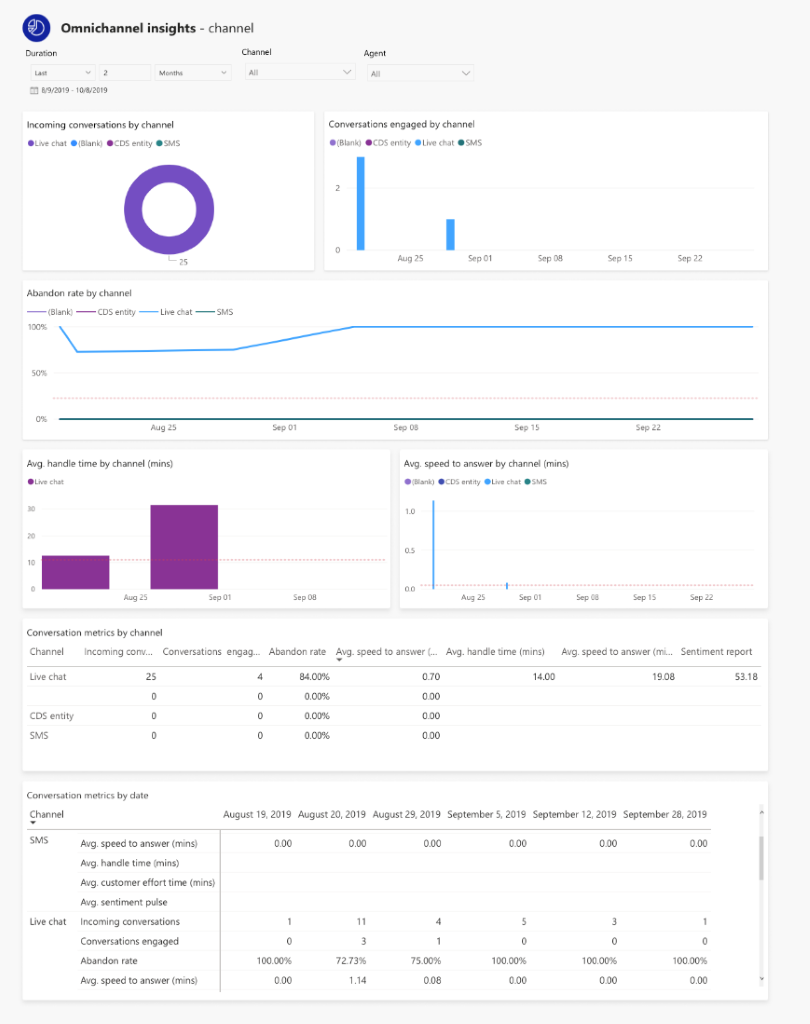 Omnichannel insights - channel
Duration
Channel
Agent
Last 2 Months
All
All
8/9/2019 - 10/8/2019
Incoming conversations by channel
Live chat (Blank) CDS entity SMS
25
Conversations engaged by channel
(Blank) CDS entity Live chat SMS
2
0
Aug 25 Sep 01 Sep 08 Sep 15 Sep 22
Abandon rate by channel
(Blank) CDS entity Live chat SMS
100%
50%
0%
Aug 25 Sep 01 Sep 08 Sep 15 Sep 22
Avg. handle time by channel (mins)
Live chat
30
20
10
0
Aug 25 Sep 01 Sep 08
Avg. speed to answer by channel (mins)
(Blank) CDS entity Live chat SMS
1.0
0.5
0.0
Aug 25 Sep 01 Sep 08 Sep 15 Sep 22
Conversation metrics by channel
Channel Incoming conv... Conversations engag... Abandon rate Avg. speed to answer (... Avg. handle time (mins) Avg. speed to answer (mi... Sentiment report
Live chat 25 4 84.00% 0.70 14.00 19.08 53.18
0 0 0.00% 0.00
CDS entity 0 0 0.00% 0.00
SMS 0 0 0.00% 0.00
Conversation metrics by date
Channel August 19, 2019 August 20, 2019 August 29, 2019 September 5, 2019 September 12, 2019 September 28, 2019
SMS Avg. speed to answer (mins) 0.00 0.00 0.00 0.00 0.00 0.00
Avg. handle time (mins)
Avg. customer effort time (mins)
Avg. sentiment pulse
Live chat Incoming conversations 1 11 4 5 3 1
Conversations engaged 0 3 1 0 0 0
Abandon rate 100.00% 72.73% 75.00% 100.00% 100.00% 100.00%
Avg. speed to answer (mins) 0.00 1.14 0.08 0.00 0.00 0.00